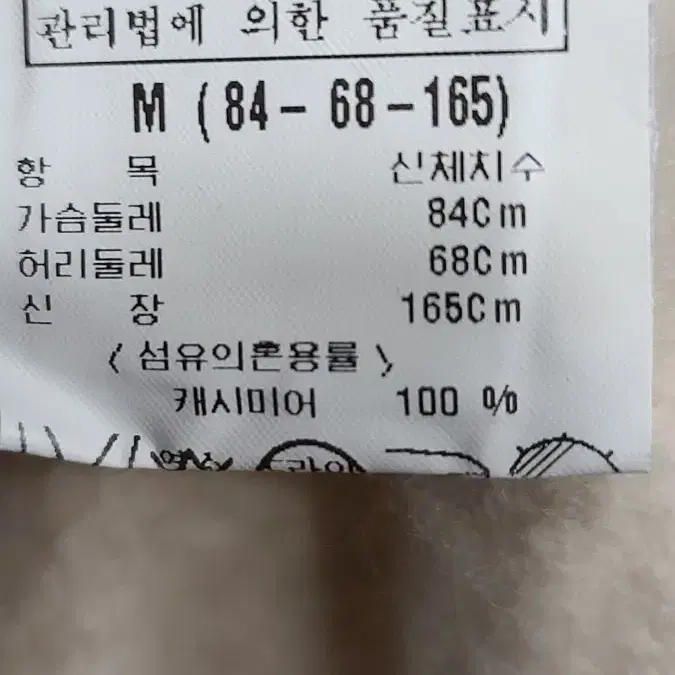 관리법에 의한 품질표시
M (84- 68-165)
항 목 신체치수
가슴둘레 84Cm
허리둘레 68Cm
신 장 165Cm
〈 섬유의혼용률 〉
캐시미어 100 %